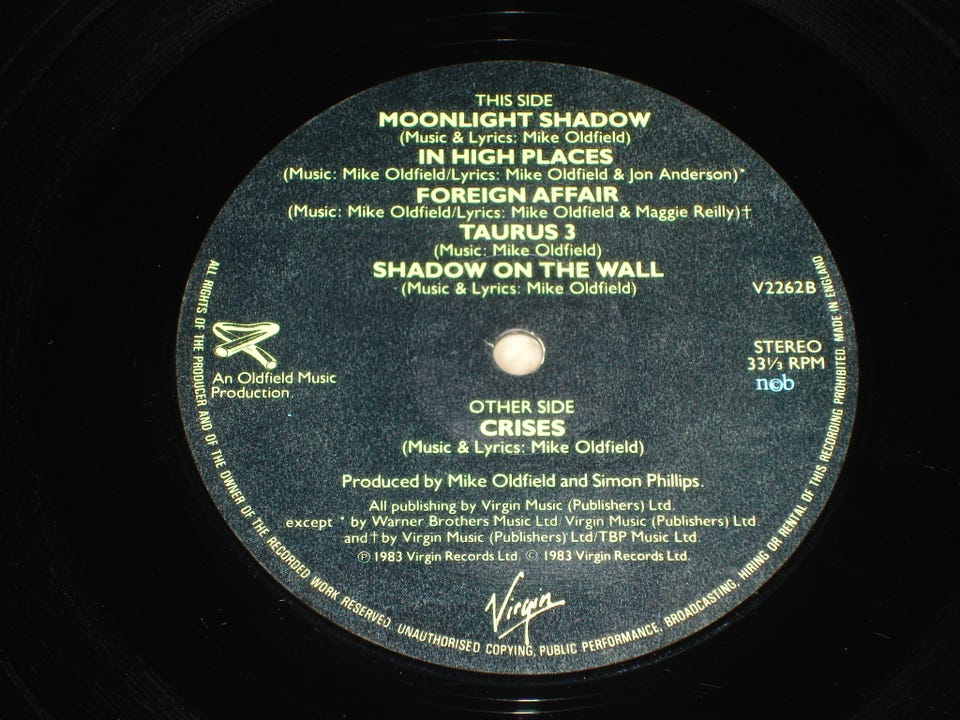 THIS SIDE
MOONLIGHT SHADOW
(Music & Lyrics: Mike Oldfield)
IN HIGH PLACES
(Music: Mike Oldfield/Lyrics: Mike Oldfield & Jon Anderson)*
FOREIGN AFFAIR
(Music: Mike Oldfield/Lyrics: Mike Oldfield & Maggie Reilly)†
TAURUS 3
(Music: Mike Oldfield)
SHADOW ON THE WALL
(Music & Lyrics: Mike Oldfield)
V2262B
STEREO
33⅓ RPM
n©b
An Oldfield Music
Production.
OTHER SIDE
CRISES
(Music & Lyrics: Mike Oldfield)
Produced by Mike Oldfield and Simon Phillips.
All publishing by Virgin Music (Publishers) Ltd.
except * by Warner Brothers Music Ltd. Virgin Music (Publishers) Ltd.
and † by Virgin Music (Publishers) Ltd/TBP Music Ltd.
℗ 1983 Virgin Records Ltd. © 1983 Virgin Records Ltd.
Virgin
ALL RIGHTS OF THE PRODUCER AND OF THE OWNER OF THE RECORDED WORK RESERVED. UNAUTHORISED COPYING, PUBLIC PERFORMANCE, BROADCASTING, HIRING OR RENTAL OF THIS RECORDING PROHIBITED. MADE IN ENGLAND